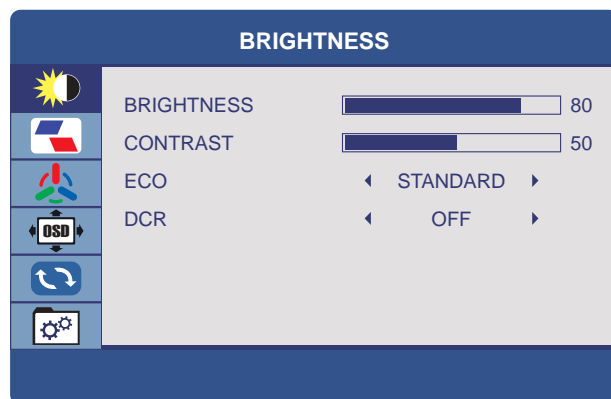 BRIGHTNESS
BRIGHTNESS 80
CONTRAST 50
ECO STANDARD
DCR OFF
OSD